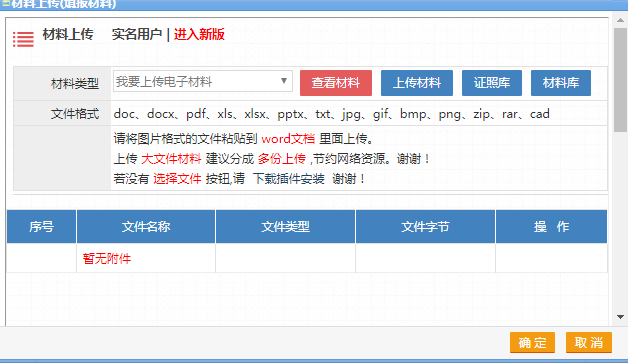 材料上传(填报材料)
材料上传 实名用户 | 进入新版
材料类型 我要上传电子材料 查看材料 上传材料 证照库 材料库
文件格式 doc、docx、pdf、xls、xlsx、pptx、txt、jpg、gif、bmp、png、zip、rar、cad
请将图片格式的文件粘贴到 word文档 里面上传。
上传 大文件材料 建议分成 多份上传 ,节约网络资源。谢谢！
若没有 选择文件 按钮,请 下载插件安装 谢谢！
序号 文件名称 文件类型 文件字节 操 作
暂无附件
确 定 取 消